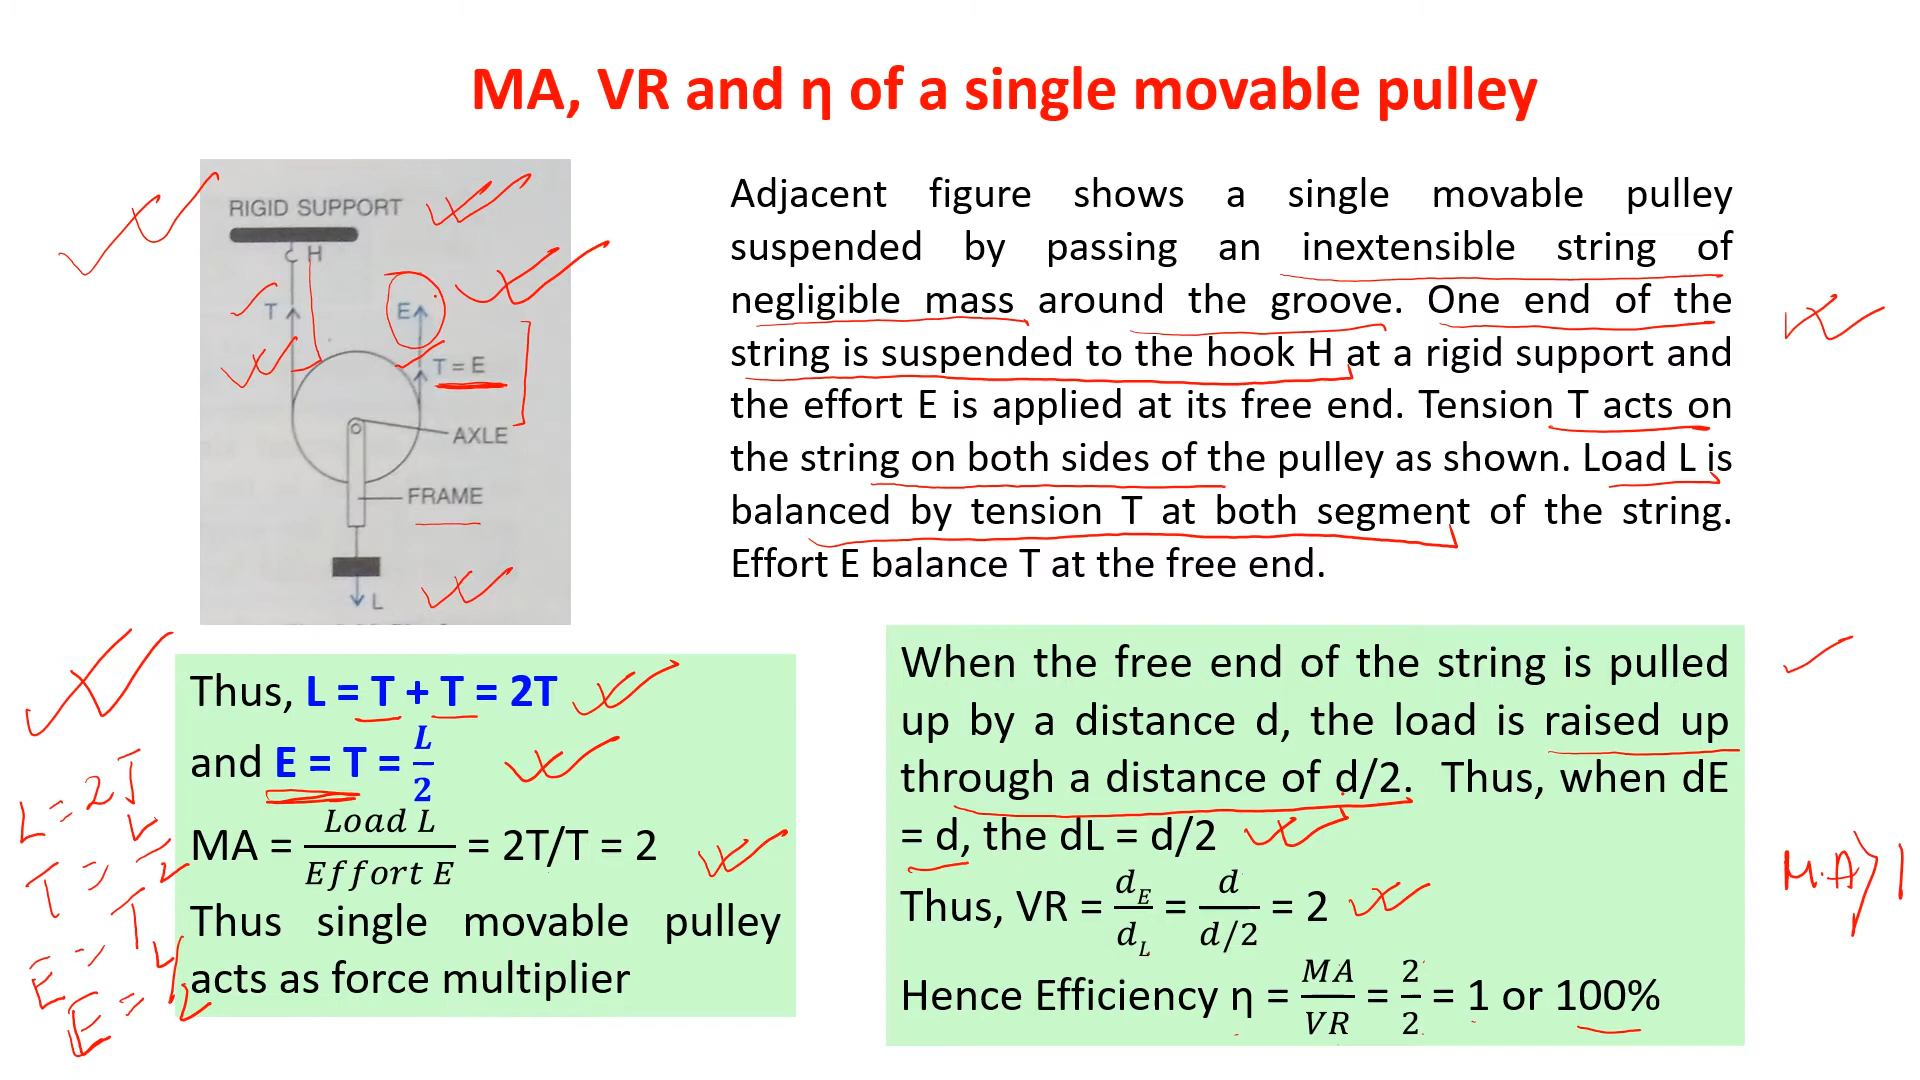 MA, VR and η of a single movable pulley
RIGID SUPPORT
H
T
E
T = E
AXLE
FRAME
L
Adjacent figure shows a single movable pulley
suspended by passing an inextensible string of
negligible mass around the groove. One end of the
string is suspended to the hook H at a rigid support and
the effort E is applied at its free end. Tension T acts on
the string on both sides of the pulley as shown. Load L is
balanced by tension T at both segment of the string.
Effort E balance T at the free end.
Thus, L = T + T = 2T
and E = T = L/2
MA = Load L/Effort E = 2T/T = 2
Thus single movable pulley
acts as force multiplier
L = 2T
T = L/2
E = T
E = L/2
When the free end of the string is pulled
up by a distance d, the load is raised up
through a distance of d/2. Thus, when dE
= d, the dL = d/2
Thus, VR = d_E/d_L = d/d/2 = 2
Hence Efficiency η = MA/VR = 2/2 = 1 or 100%
M.A > 1